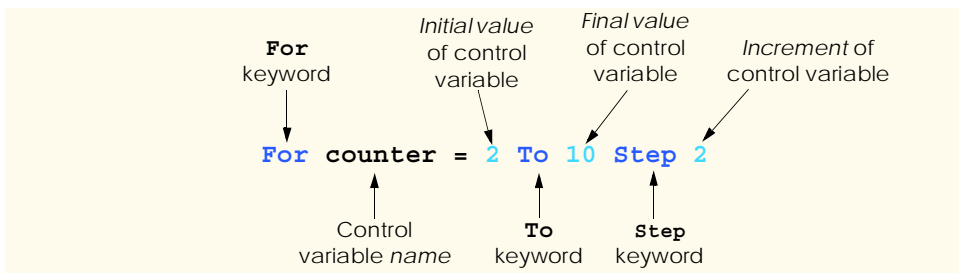 Initial value
of control
variable
Final value
of control
variable
For
keyword
Increment of
control variable
For counter = 2 To 10 Step 2
Control
variable name
To
keyword
Step
keyword